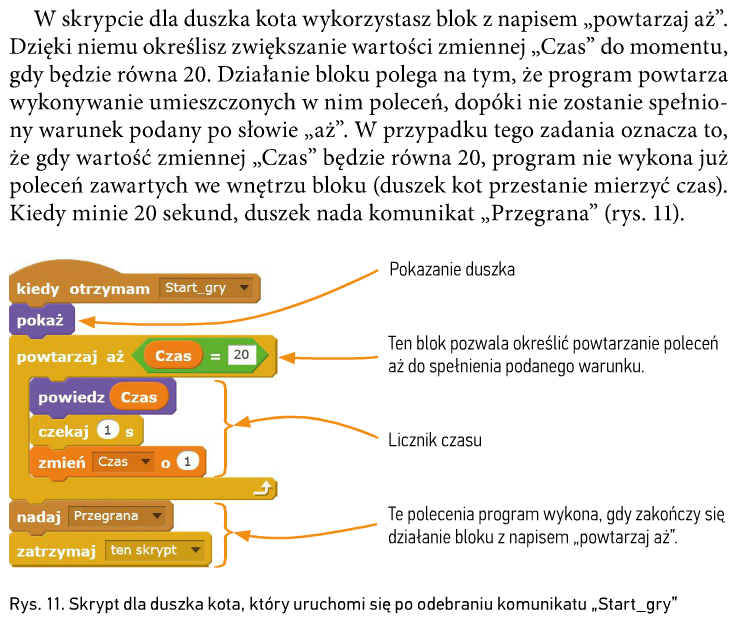 W skrypcie dla duszka kota wykorzystasz blok z napisem „powtarzaj aż”.
Dzięki niemu określisz zwiększanie wartości zmiennej „Czas” do momentu,
gdy będzie równa 20. Działanie bloku polega na tym, że program powtarza
wykonywanie umieszczonych w nim poleceń, dopóki nie zostanie spełnio-
ny warunek podany po słowie „aż”. W przypadku tego zadania oznacza to,
że gdy wartość zmiennej „Czas” będzie równa 20, program nie wykona już
poleceń zawartych we wnętrzu bloku (duszek kot przestanie mierzyć czas).
Kiedy minie 20 sekund, duszek nada komunikat „Przegrana” (rys. 11).
kiedy otrzymam Start_gry
pokaż
powtarzaj aż Czas = 20
powiedz Czas
czekaj 1 s
zmień Czas o 1
nadaj Przegrana
zatrzymaj ten skrypt
Pokazanie duszka
Ten blok pozwala określić powtarzanie poleceń
aż do spełnienia podanego warunku.
Licznik czasu
Te polecenia program wykona, gdy zakończy się
działanie bloku z napisem „powtarzaj aż”.
Rys. 11. Skrypt dla duszka kota, który uruchomi się po odebraniu komunikatu „Start_gry”